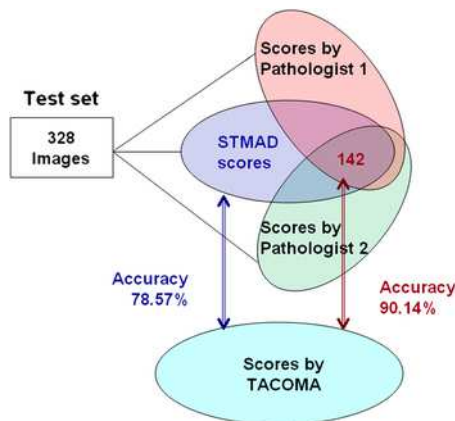 Scores by
Pathologist 1
Test set
328
Images
STMAD
scores
142
Scores by
Pathologist 2
Accuracy
78.57%
Accuracy
90.14%
Scores by
TACOMA